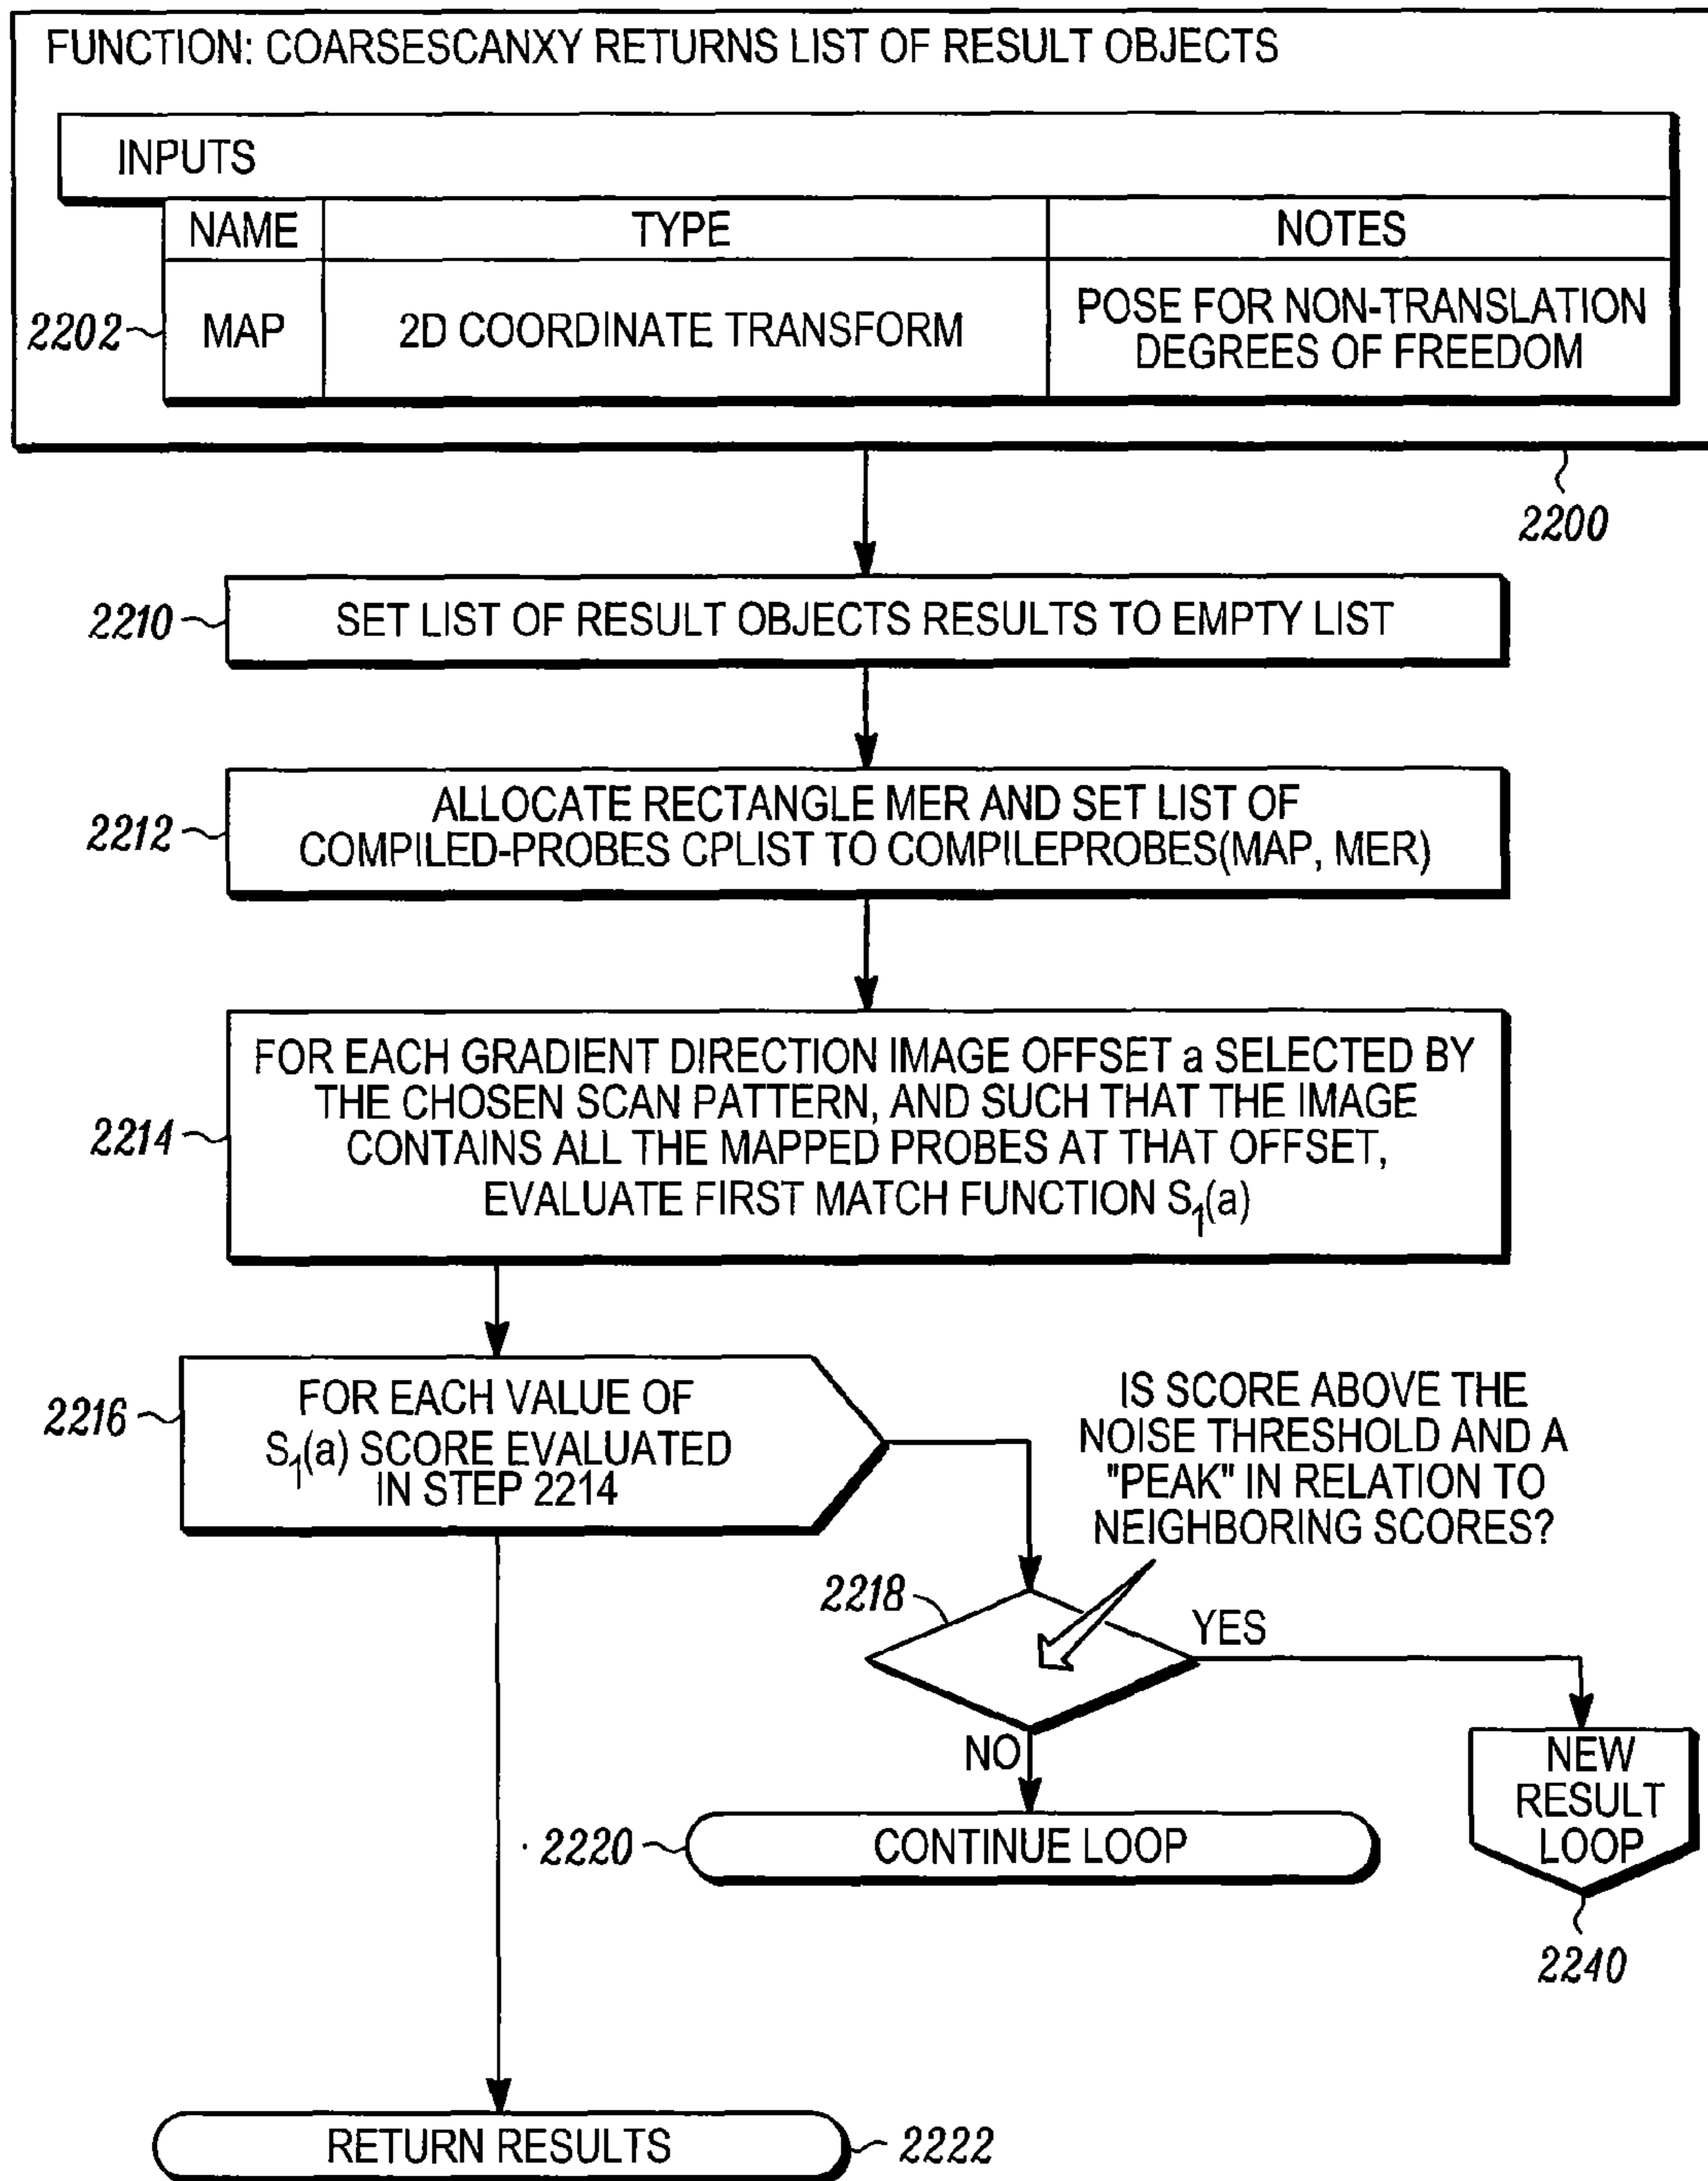 FUNCTION: COARSESCANXY RETURNS LIST OF RESULT OBJECTS
INPUTS
NAME TYPE NOTES
2202 MAP 2D COORDINATE TRANSFORM POSE FOR NON-TRANSLATION
DEGREES OF FREEDOM
2200
2210 SET LIST OF RESULT OBJECTS RESULTS TO EMPTY LIST
2212 ALLOCATE RECTANGLE MER AND SET LIST OF
COMPILED-PROBES CPLIST TO COMPILEPROBES(MAP, MER)
FOR EACH GRADIENT DIRECTION IMAGE OFFSET a SELECTED BY
THE CHOSEN SCAN PATTERN, AND SUCH THAT THE IMAGE
2214 CONTAINS ALL THE MAPPED PROBES AT THAT OFFSET,
EVALUATE FIRST MATCH FUNCTION S₁(a)
2216 FOR EACH VALUE OF
S₁(a) SCORE EVALUATED
IN STEP 2214
IS SCORE ABOVE THE
NOISE THRESHOLD AND A
"PEAK" IN RELATION TO
NEIGHBORING SCORES?
2218
YES
NO
NEW
RESULT
LOOP
2220 CONTINUE LOOP
2240
RETURN RESULTS 2222